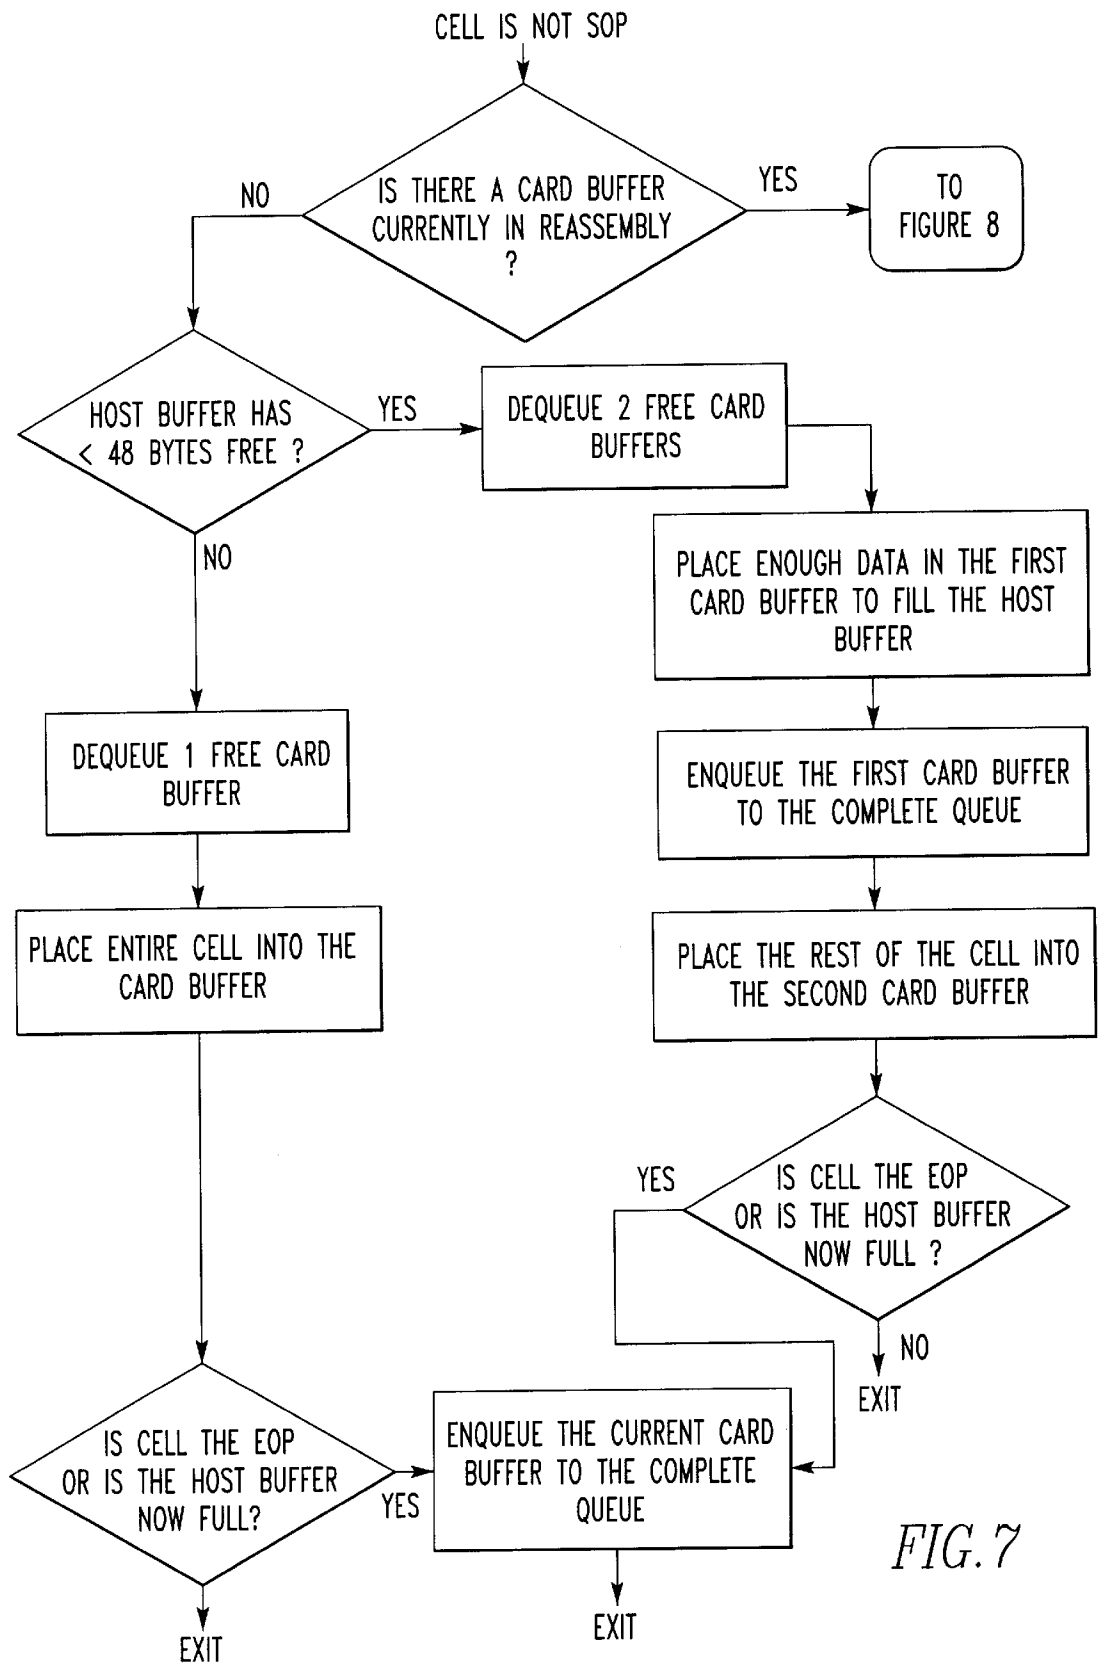 CELL IS NOT SOP
IS THERE A CARD BUFFER
CURRENTLY IN REASSEMBLY
?
NO
YES
TO
FIGURE 8
HOST BUFFER HAS
< 48 BYTES FREE ?
YES
NO
DEQUEUE 2 FREE CARD
BUFFERS
PLACE ENOUGH DATA IN THE FIRST
CARD BUFFER TO FILL THE HOST
BUFFER
DEQUEUE 1 FREE CARD
BUFFER
ENQUEUE THE FIRST CARD BUFFER
TO THE COMPLETE QUEUE
PLACE ENTIRE CELL INTO THE
CARD BUFFER
PLACE THE REST OF THE CELL INTO
THE SECOND CARD BUFFER
YES
IS CELL THE EOP
OR IS THE HOST BUFFER
NOW FULL ?
NO
EXIT
IS CELL THE EOP
OR IS THE HOST BUFFER
NOW FULL?
YES
ENQUEUE THE CURRENT CARD
BUFFER TO THE COMPLETE
QUEUE
EXIT
EXIT
FIG. 7